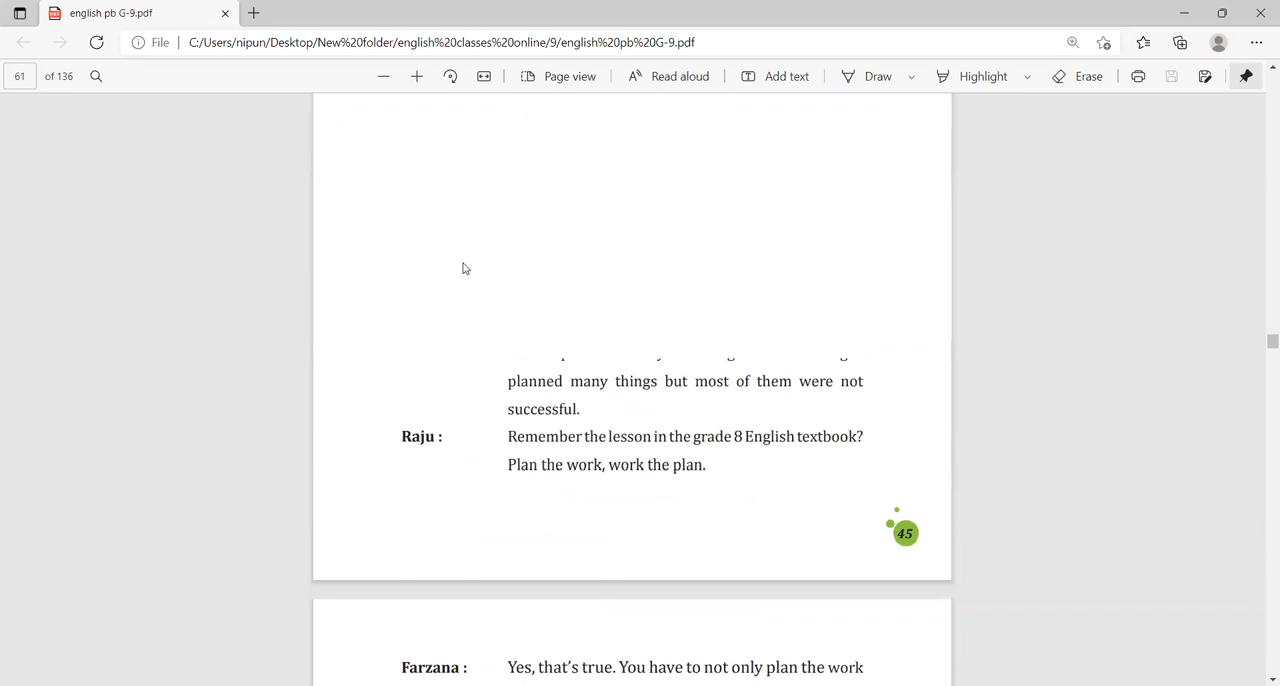 english pb G-9.pdf
File
C:/Users/nipun/Desktop/New%20folder/english%20classes%20online/9/english%20pb%20G-9.pdf
61 of 136 Page view Read aloud Add text Draw Highlight Erase
planned many things but most of them were not
successful.
Raju : Remember the lesson in the grade 8 English textbook?
Plan the work, work the plan.
45
Farzana : Yes, that's true. You have to not only plan the work